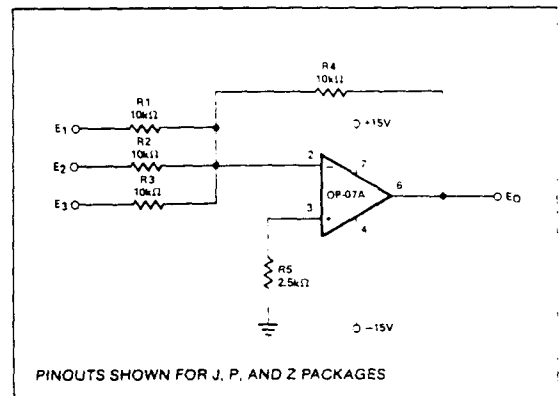 R4
10kΩ
R1
10kΩ
+15V
E1
R2
10kΩ
E2
R3
10kΩ
E3
2
7
−
OP-07A
6
EO
3
+
4
R5
2.5kΩ
−15V
PINOUTS SHOWN FOR J, P, AND Z PACKAGES